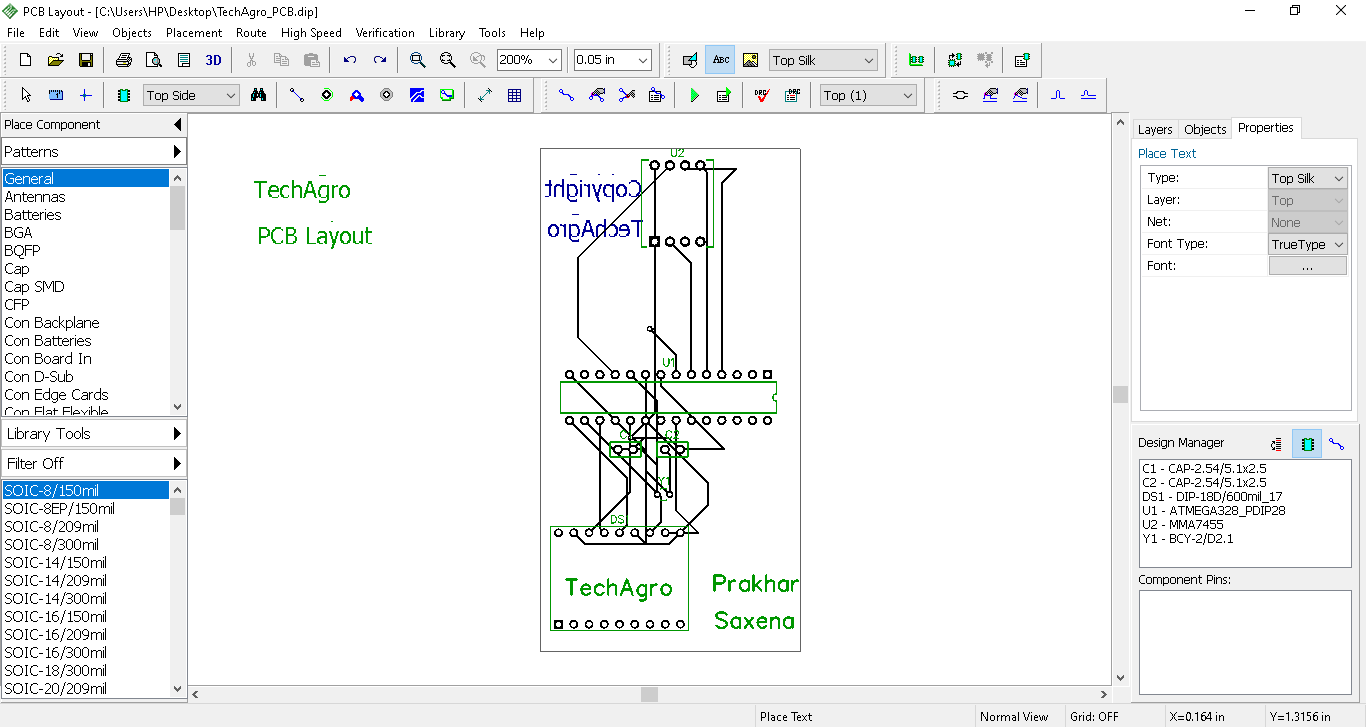 PCB Layout - [C:\Users\HP\Desktop\TechAgro_PCB.dip]
File Edit View Objects Placement Route High Speed Verification Library Tools Help
3D 200% 0.05 in Abc Top Silk
Top Side DRC DRC Top (1)
Place Component
Patterns
General
Antennas
Batteries
BGA
BQFP
Cap
Cap SMD
CFP
Con Backplane
Con Batteries
Con Board In
Con D-Sub
Con Edge Cards
Con Flat Flexible
Library Tools
Filter Off
SOIC-8/150mil
SOIC-8EP/150mil
SOIC-8/209mil
SOIC-8/300mil
SOIC-14/150mil
SOIC-14/209mil
SOIC-14/300mil
SOIC-16/150mil
SOIC-16/209mil
SOIC-16/300mil
SOIC-18/300mil
SOIC-20/209mil
TechAgro
PCB Layout
U2
Copyright
TechAgro
U1
C1 C2
Y1
DS1
TechAgro
Prakhar
Saxena
Layers Objects Properties
Place Text
Type: Top Silk
Layer: Top
Net: None
Font Type: TrueType
Font: ...
Design Manager
C1 - CAP-2.54/5.1x2.5
C2 - CAP-2.54/5.1x2.5
DS1 - DIP-18D/600mil_17
U1 - ATMEGA328_PDIP28
U2 - MMA7455
Y1 - BCY-2/D2.1
Component Pins:
Place Text Normal View Grid: OFF X=0.164 in Y=1.3156 in